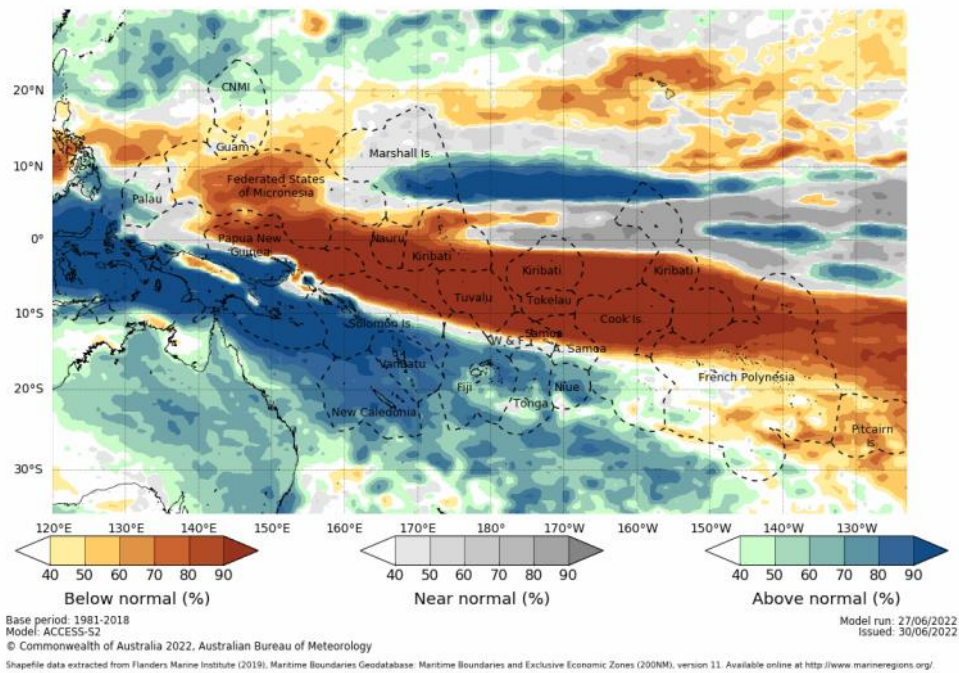 20°N
CNMI
Guam
Marshall Is.
10°N
Federated States
of Micronesia
Palau
0°
Papua New
Guinea
Nauru
Kiribati
Kiribati
Kiribati
Tuvalu
Tokelau
10°S
Solomon Is.
Cook Is.
Samoa
W & F
A. Samoa
Vanuatu
20°S
Fiji
Niue
French Polynesia
New Caledonia
Tonga
Pitcairn
Is.
30°S
120°E 130°E 140°E 150°E 160°E 170°E 180° 170°W 160°W 150°W 140°W 130°W
40 50 60 70 80 90
Below normal (%)
40 50 60 70 80 90
Near normal (%)
40 50 60 70 80 90
Above normal (%)
Base period: 1981-2018
Model: ACCESS-S2
© Commonwealth of Australia 2022, Australian Bureau of Meteorology
Model run: 27/06/2022
Issued: 30/06/2022
Shapefile data extracted from Flanders Marine Institute (2019), Maritime Boundaries Geodatabase: Maritime Boundaries and Exclusive Economic Zones (200NM), version 11. Available online at http://www.marineregions.org/.